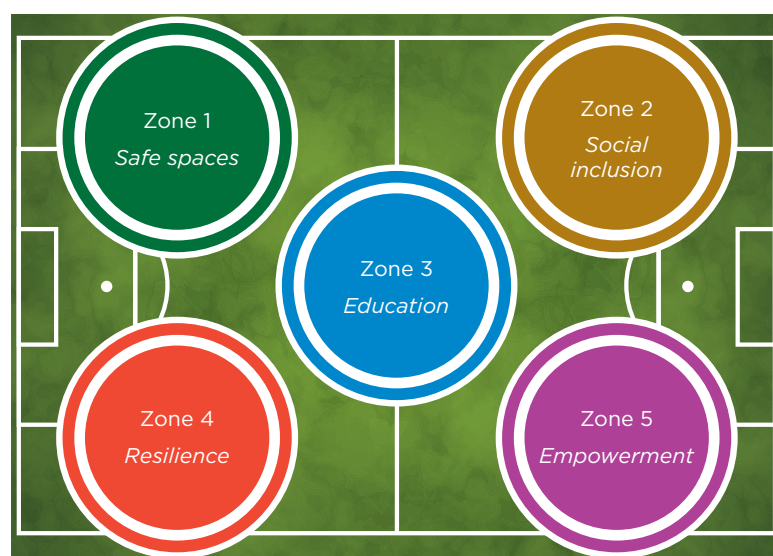 Zone 1
Safe spaces
Zone 2
Social
inclusion
Zone 3
Education
Zone 4
Resilience
Zone 5
Empowerment